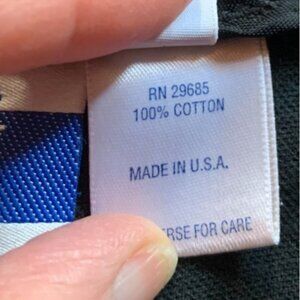 RN 29685
100% COTTON
MADE IN U.S.A.
FOR CARE